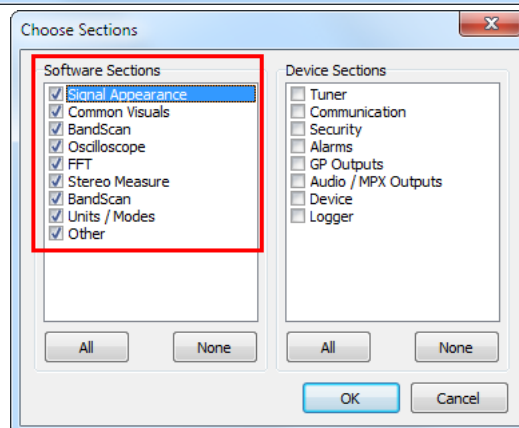 Choose Sections
Software Sections
Signal Appearance
Common Visuals
BandScan
Oscilloscope
FFT
Stereo Measure
BandScan
Units / Modes
Other
All
None
Device Sections
Tuner
Communication
Security
Alarms
GP Outputs
Audio / MPX Outputs
Device
Logger
All
None
OK
Cancel